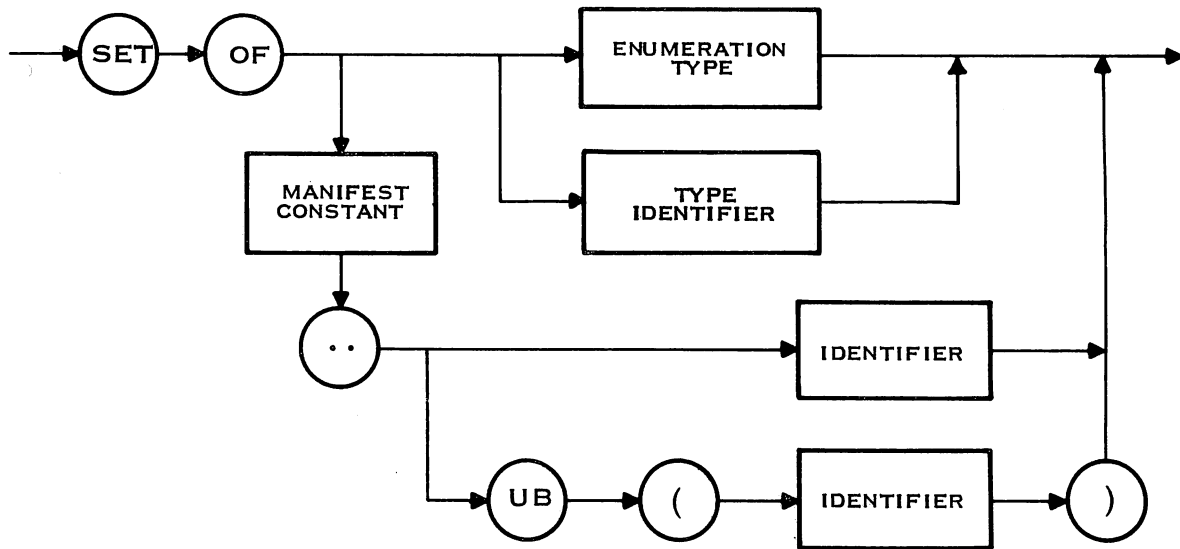 SET
OF
ENUMERATION
TYPE
MANIFEST
CONSTANT
TYPE
IDENTIFIER
..
IDENTIFIER
UB
(
IDENTIFIER
)